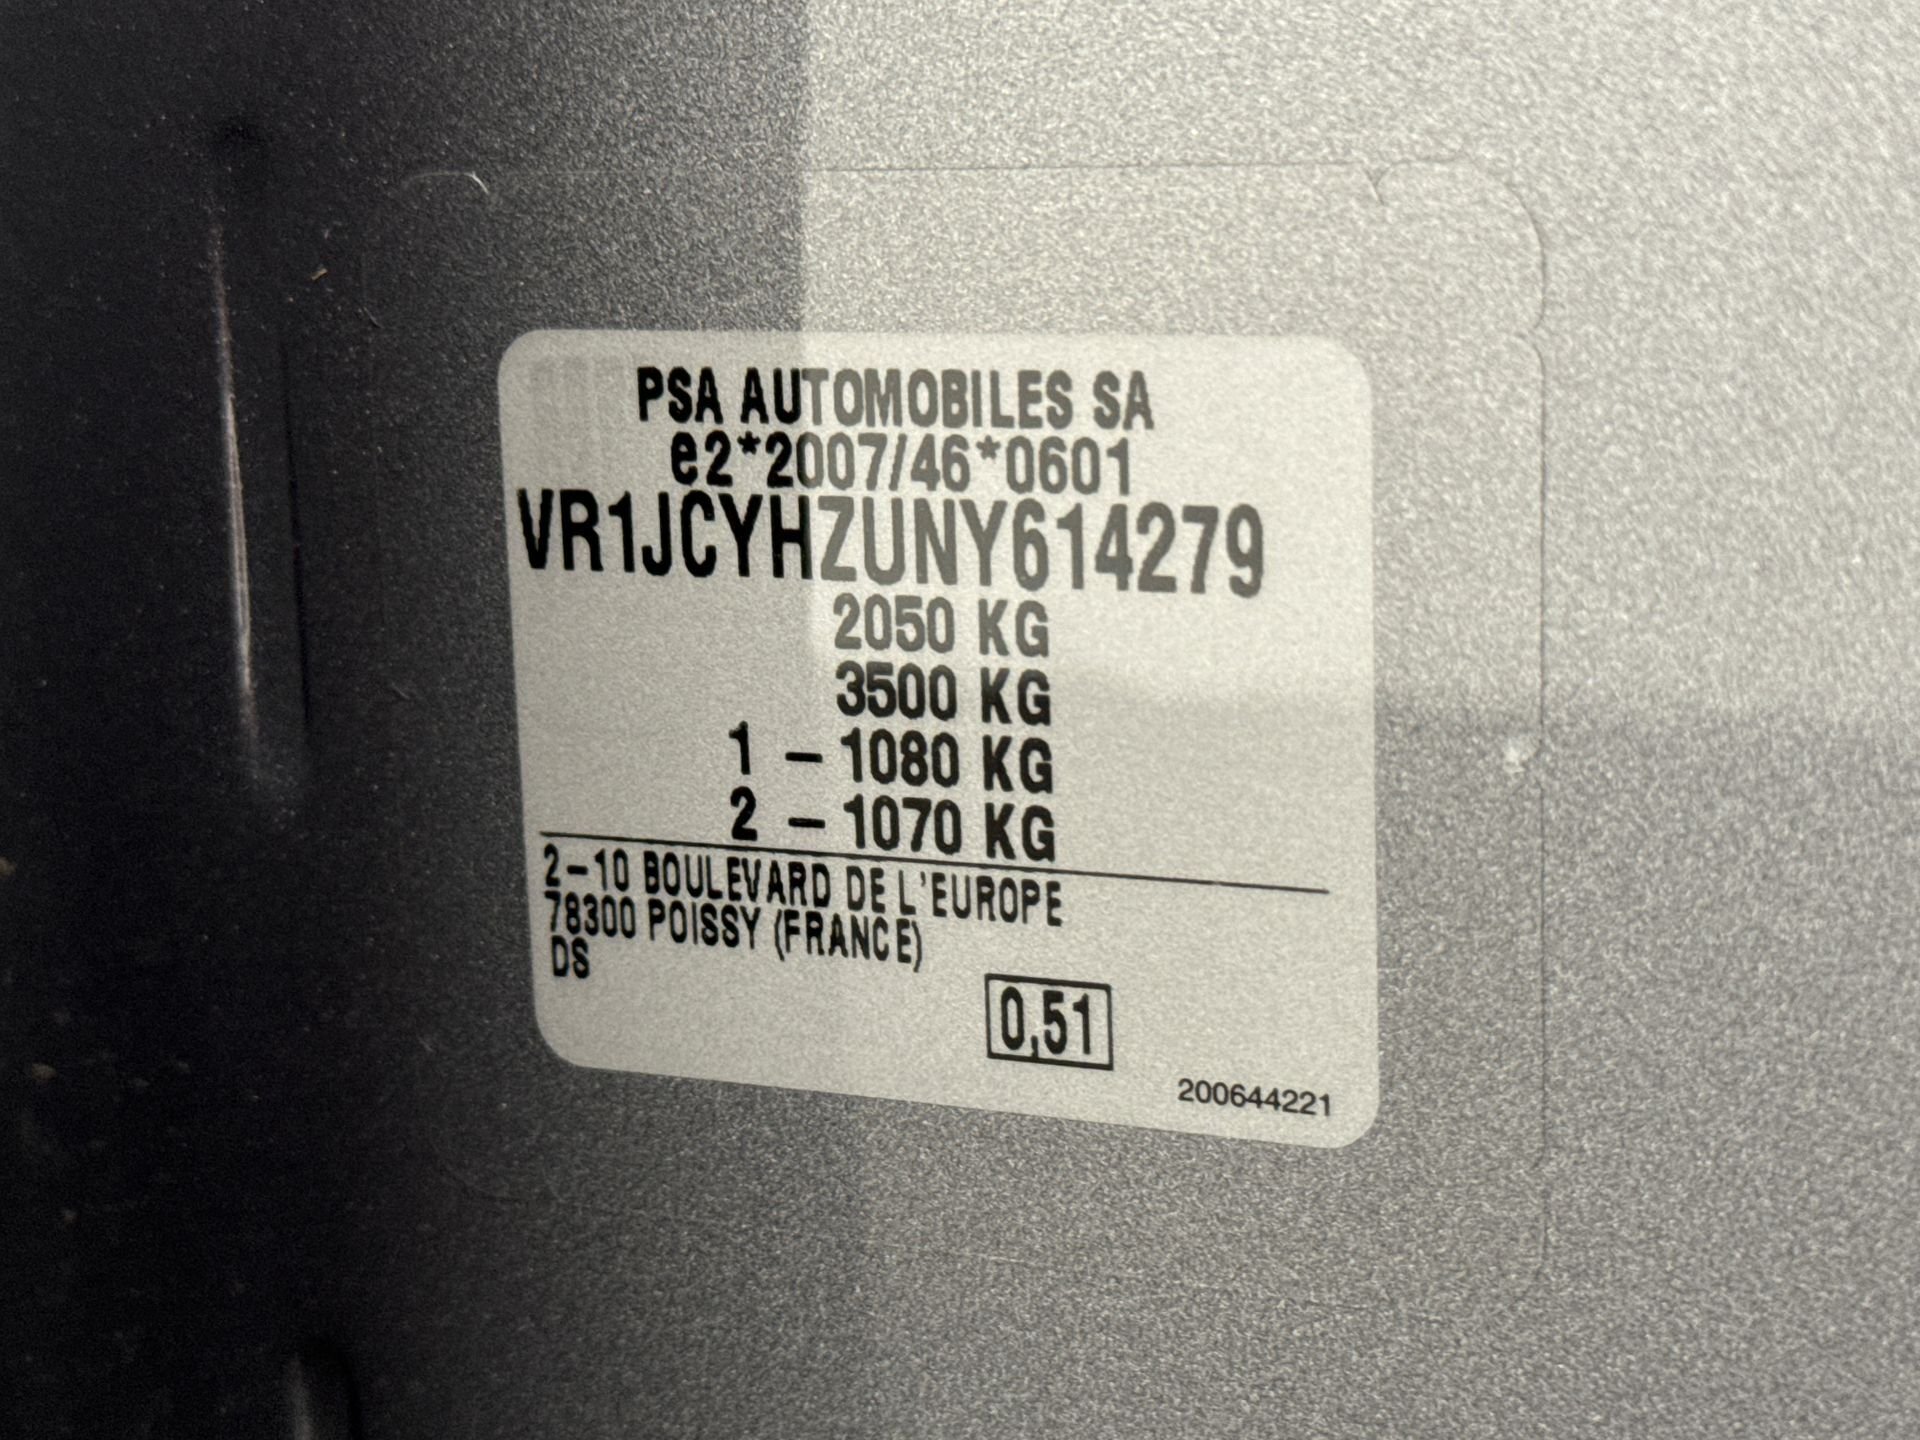 PSA AUTOMOBILES SA
e2*2007/46*0601
VR1JCYHZUNY614279
2050 KG
3500 KG
1 – 1080 KG
2 – 1070 KG
2–10 BOULEVARD DE L'EUROPE
78300 POISSY (FRANCE)
DS
0,51
200644221